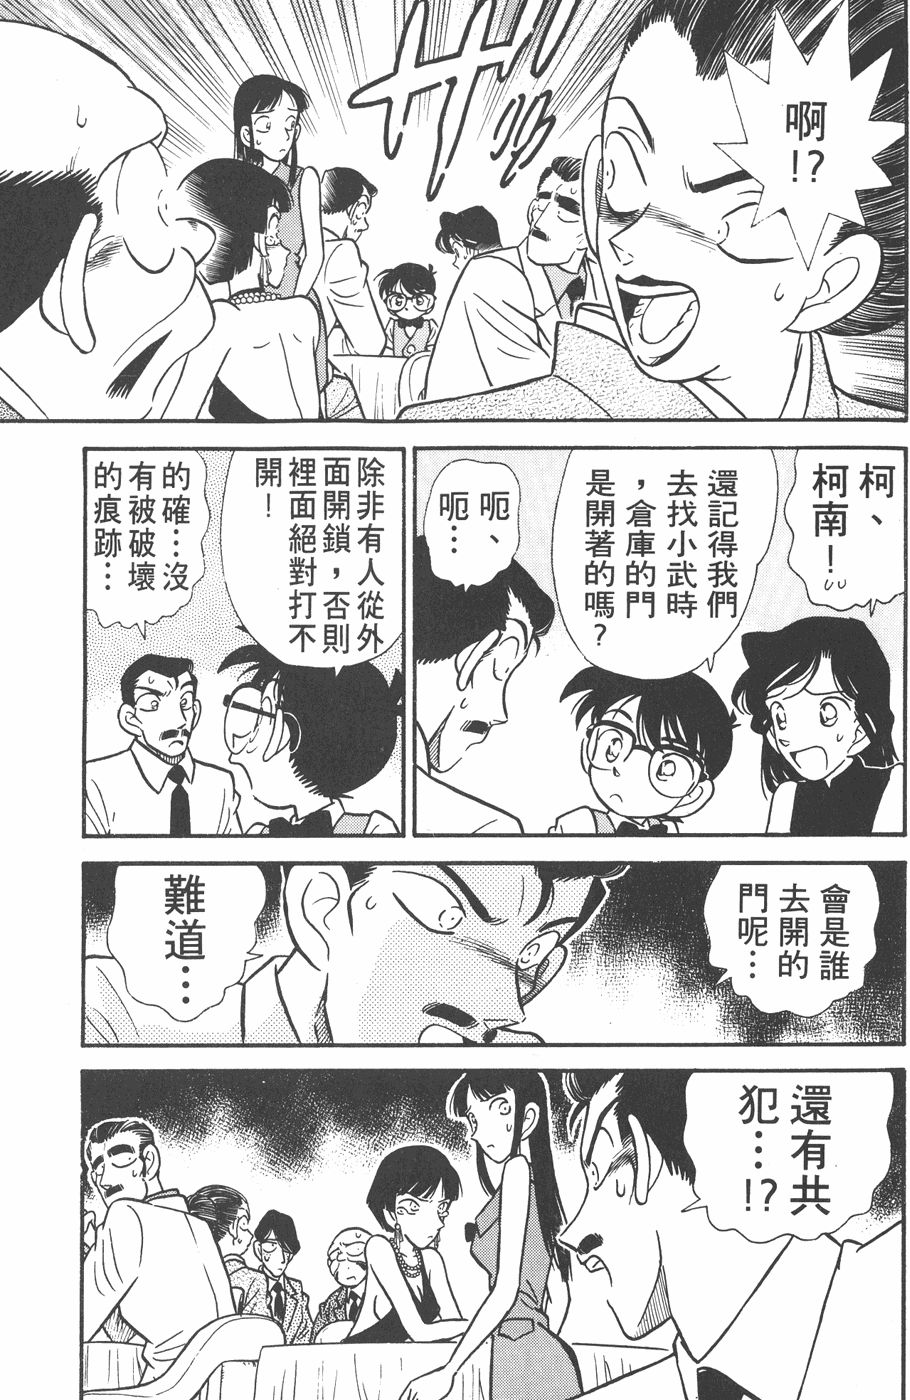 啊
!?
柯、
柯南！
還記得我們
去找小武時
，倉庫的門
是開著的嗎？
呃、
呃…
除非有人從外
面開鎖，否則
裡面絕對打不
開！
的確…沒
有被破壞
的痕跡…
會是誰
去開的
門呢…
難道…
還有共
犯…!?